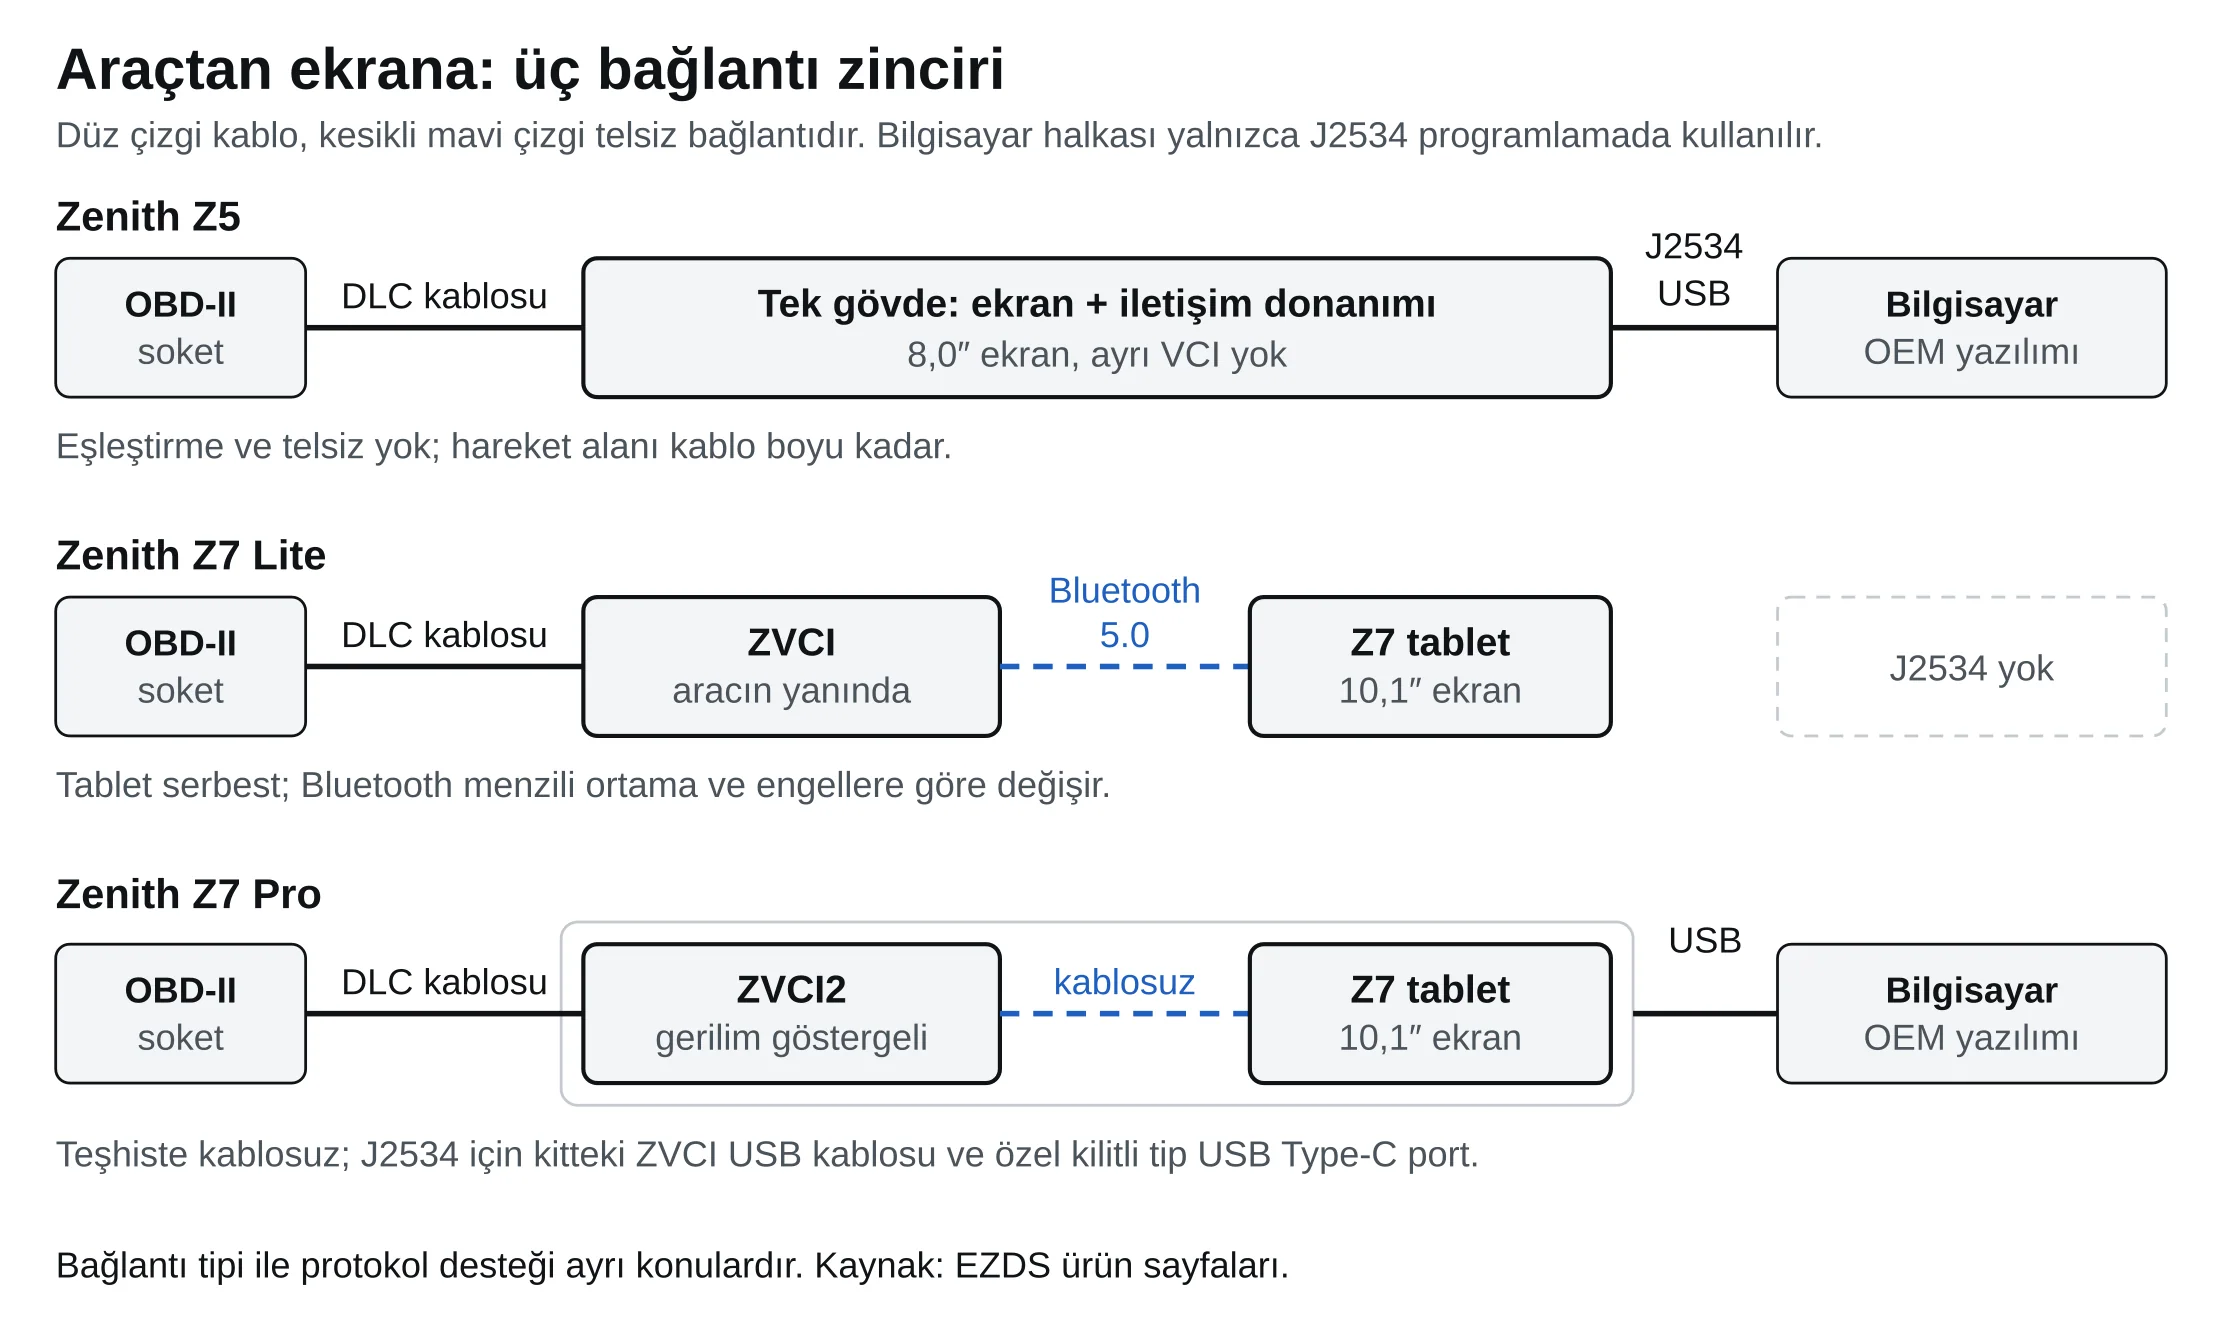 Araçtan ekrana: üç bağlantı zinciri
Düz çizgi kablo, kesikli mavi çizgi telsiz bağlantıdır. Bilgisayar halkası yalnızca J2534 programlamada kullanılır.
Zenith Z5
OBD-II
soket
DLC kablosu
Tek gövde: ekran + iletişim donanımı
8,0″ ekran, ayrı VCI yok
J2534
USB
Bilgisayar
OEM yazılımı
Eşleştirme ve telsiz yok; hareket alanı kablo boyu kadar.
Zenith Z7 Lite
OBD-II
soket
DLC kablosu
ZVCI
aracın yanında
Bluetooth
5.0
Z7 tablet
10,1″ ekran
J2534 yok
Tablet serbest; Bluetooth menzili ortama ve engellere göre değişir.
Zenith Z7 Pro
OBD-II
soket
DLC kablosu
ZVCI2
gerilim göstergeli
kablosuz
Z7 tablet
10,1″ ekran
USB
Bilgisayar
OEM yazılımı
Teşhiste kablosuz; J2534 için kitteki ZVCI USB kablosu ve özel kilitli tip USB Type-C port.
Bağlantı tipi ile protokol desteği ayrı konulardır. Kaynak: EZDS ürün sayfaları.